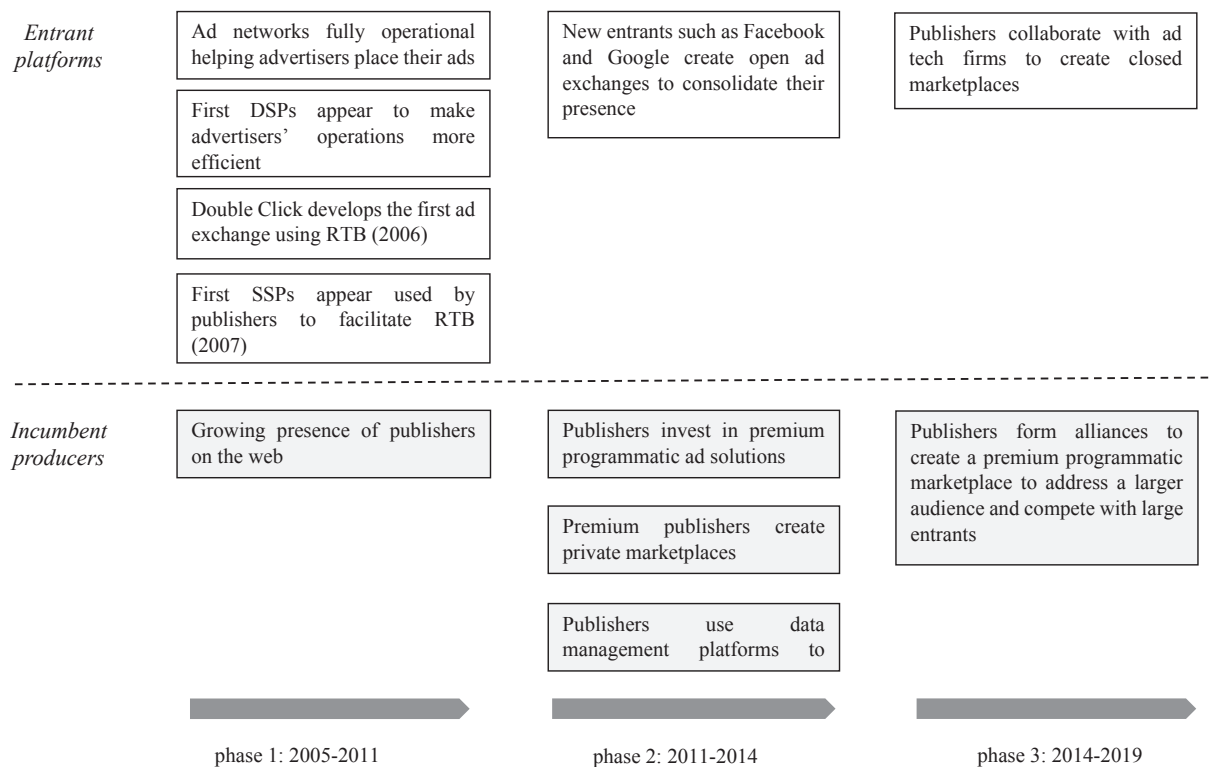 Entrant
platforms
Ad networks fully operational
helping advertisers place their ads
First DSPs appear to make
advertisers’ operations more
efficient
Double Click develops the first ad
exchange using RTB (2006)
First SSPs appear used by
publishers to facilitate RTB
(2007)
New entrants such as Facebook
and Google create open ad
exchanges to consolidate their
presence
Publishers collaborate with ad
tech firms to create closed
marketplaces
Incumbent
producers
Growing presence of publishers
on the web
Publishers invest in premium
programmatic ad solutions
Premium publishers create
private marketplaces
Publishers use data
management platforms to
Publishers form alliances to
create a premium programmatic
marketplace to address a larger
audience and compete with large
entrants
phase 1: 2005-2011
phase 2: 2011-2014
phase 3: 2014-2019